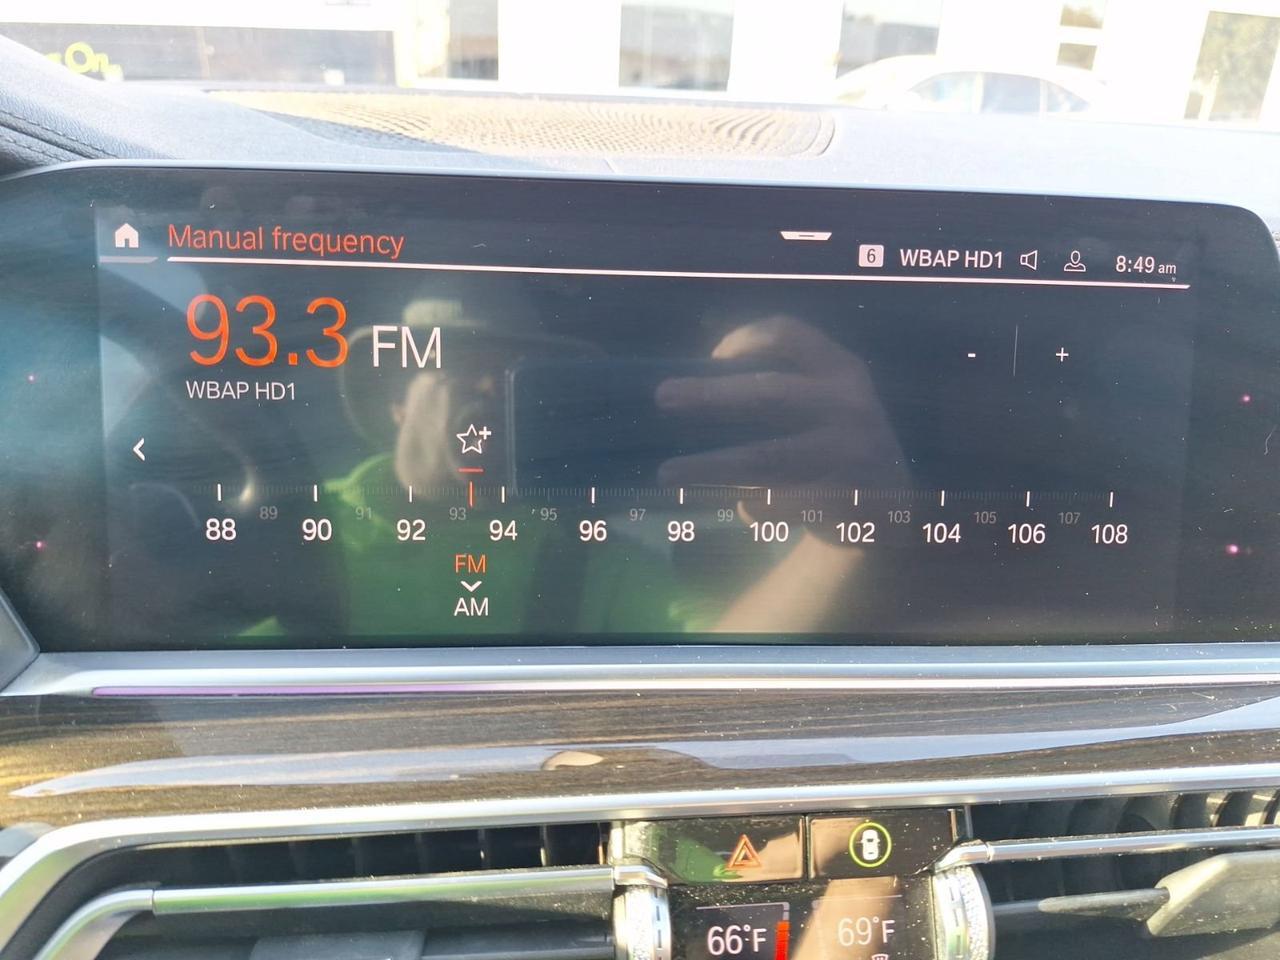 On
Manual frequency
6 WBAP HD1 8:49 am
93.3 FM
- +
WBAP HD1
88 89 90 91 92 93 94 95 96 97 98 99 100 101 102 103 104 105 106 107 108
FM
AM
66°F 69°F